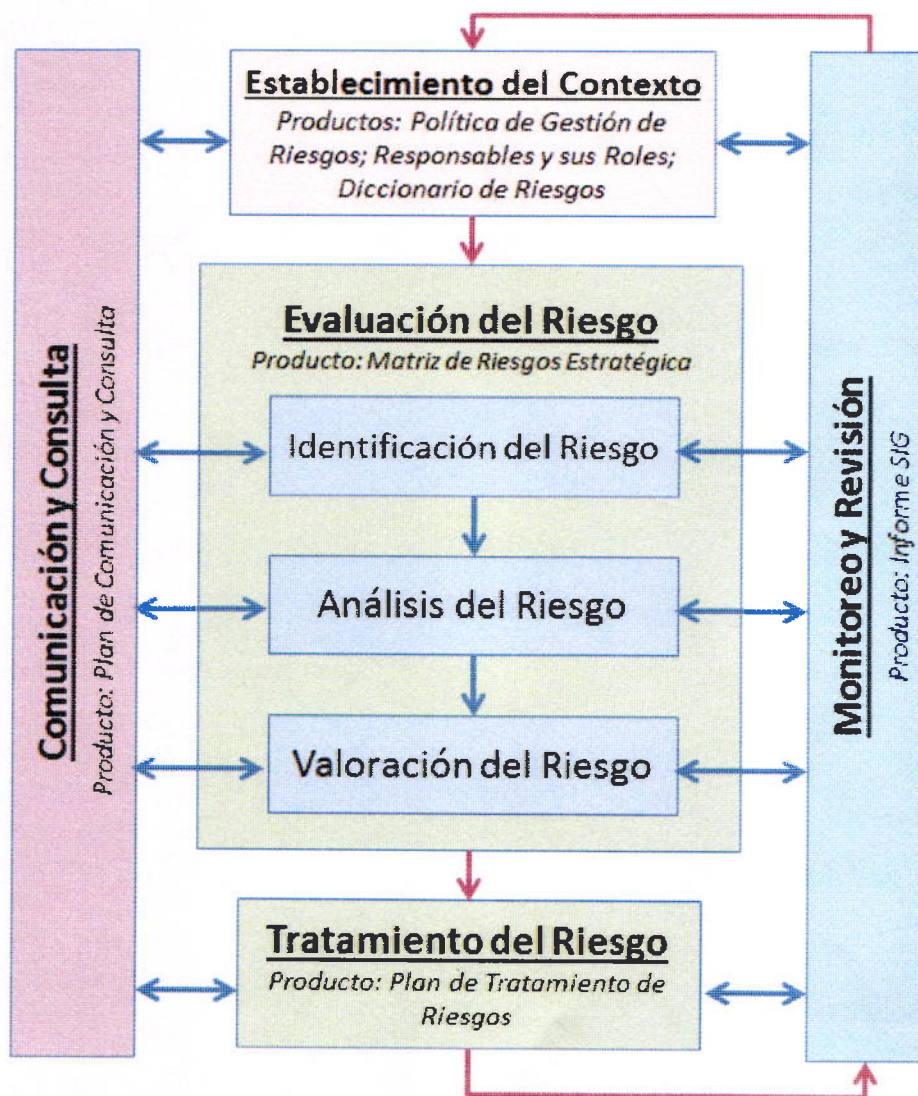 Establecimiento del Contexto
Productos: Política de Gestión de
Riesgos; Responsables y sus Roles;
Diccionario de Riesgos
Evaluación del Riesgo
Producto: Matriz de Riesgos Estratégica
Identificación del Riesgo
Análisis del Riesgo
Valoración del Riesgo
Tratamiento del Riesgo
Producto: Plan de Tratamiento de
Riesgos
Comunicación y Consulta
Producto: Plan de Comunicación y Consulta
Monitoreo y Revisión
Producto: Informe SIG